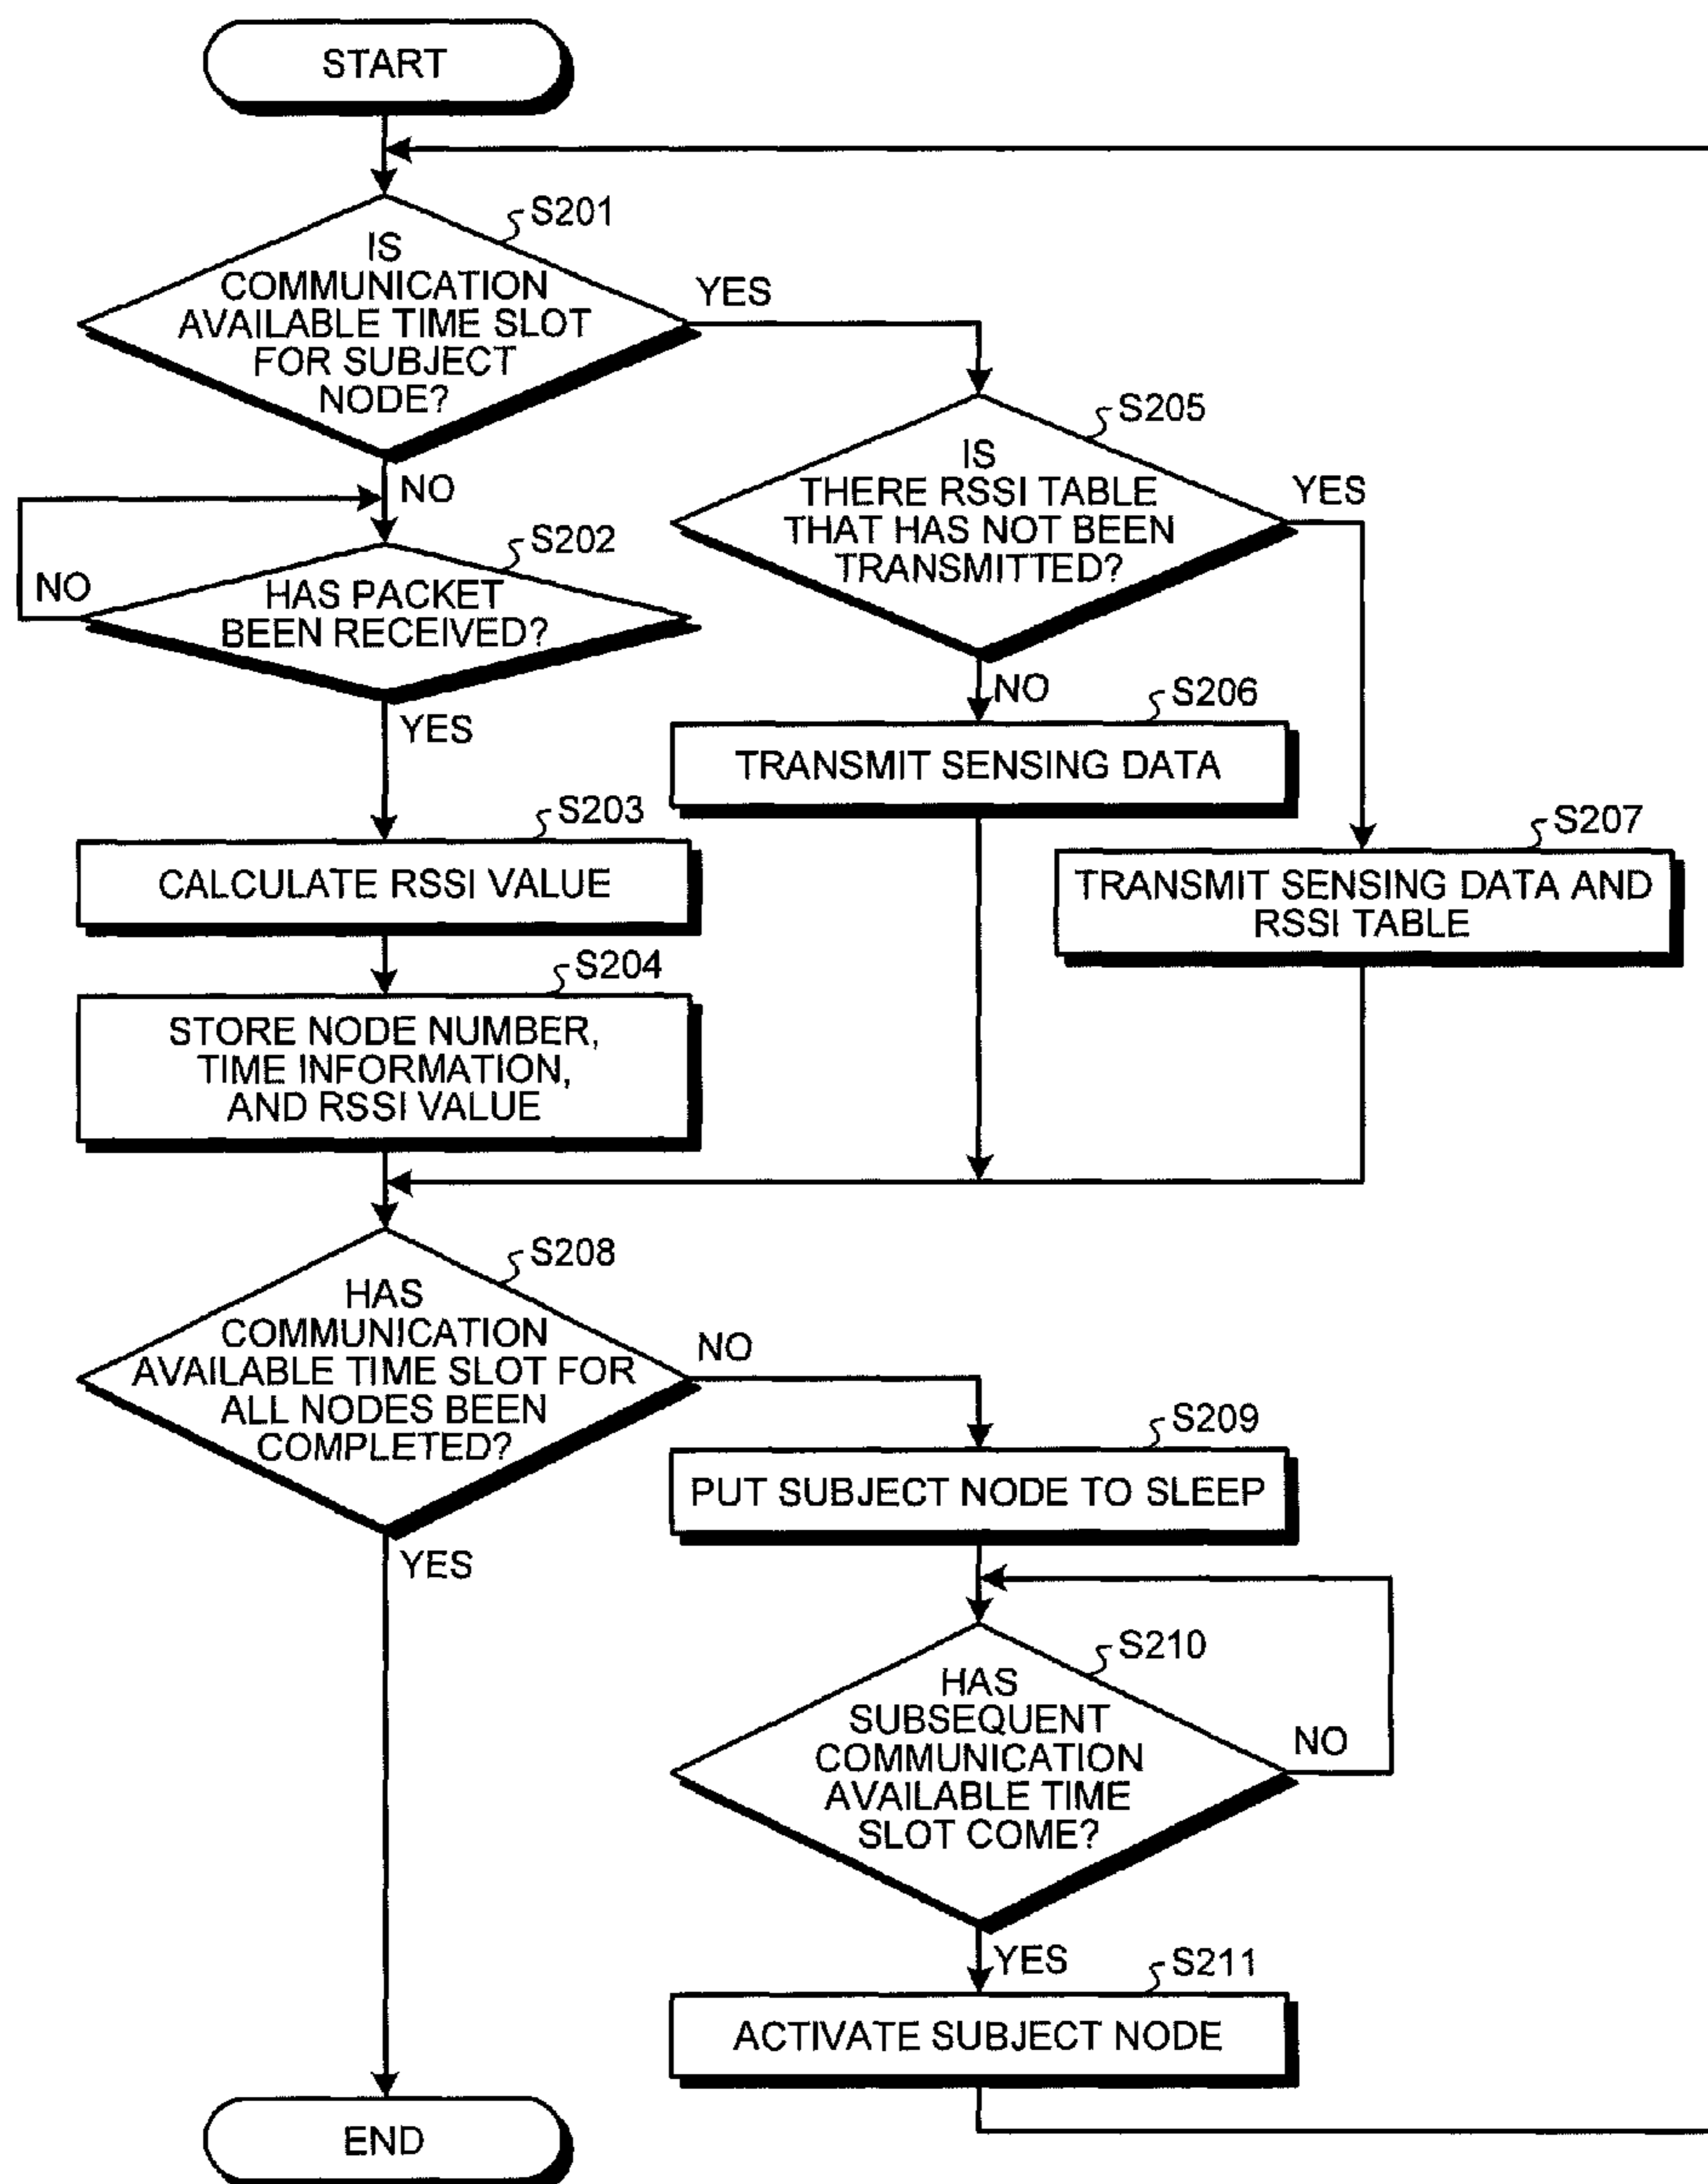 START
S201
IS
COMMUNICATION
AVAILABLE TIME SLOT
FOR SUBJECT
NODE?
YES
NO
S202
HAS PACKET
BEEN RECEIVED?
NO
YES
S203
CALCULATE RSSI VALUE
S204
STORE NODE NUMBER,
TIME INFORMATION,
AND RSSI VALUE
S205
IS
THERE RSSI TABLE
THAT HAS NOT BEEN
TRANSMITTED?
YES
NO
S206
TRANSMIT SENSING DATA
S207
TRANSMIT SENSING DATA AND
RSSI TABLE
S208
HAS
COMMUNICATION
AVAILABLE TIME SLOT FOR
ALL NODES BEEN
COMPLETED?
NO
YES
S209
PUT SUBJECT NODE TO SLEEP
S210
HAS
SUBSEQUENT
COMMUNICATION
AVAILABLE TIME
SLOT COME?
NO
YES
S211
ACTIVATE SUBJECT NODE
END